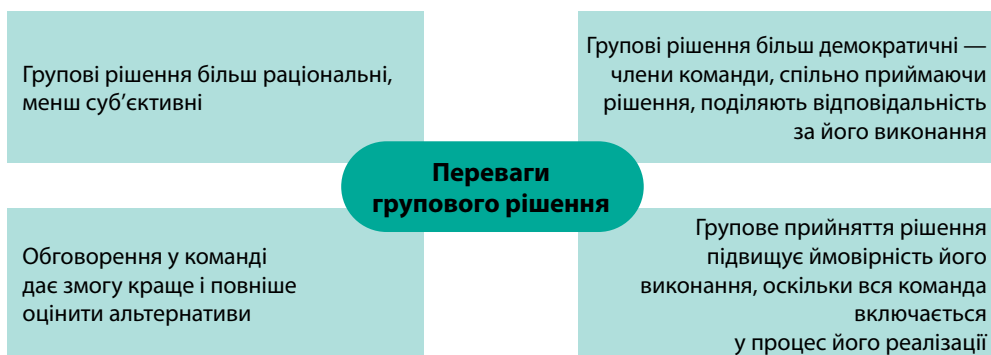 Групові рішення більш раціональні,
менш суб’єктивні
Групові рішення більш демократичні —
члени команди, спільно приймаючи
рішення, поділяють відповідальність
за його виконання
Переваги
групового рішення
Обговорення у команді
дає змогу краще і повніше
оцінити альтернативи
Групове прийняття рішення
підвищує ймовірність його
виконання, оскільки вся команда
включається
у процес його реалізації